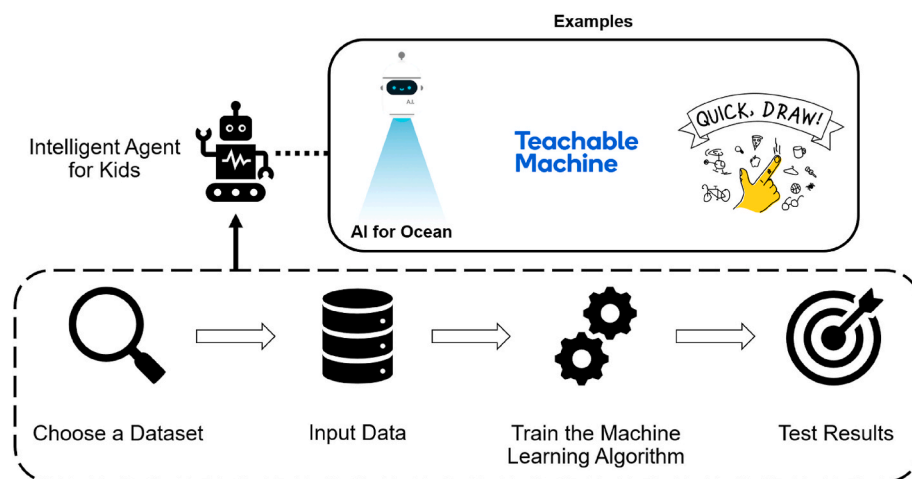 Examples
A.I.
Intelligent Agent
for Kids
Teachable
Machine
QUICK, DRAW!
AI for Ocean
Choose a Dataset
Input Data
Train the Machine
Learning Algorithm
Test Results